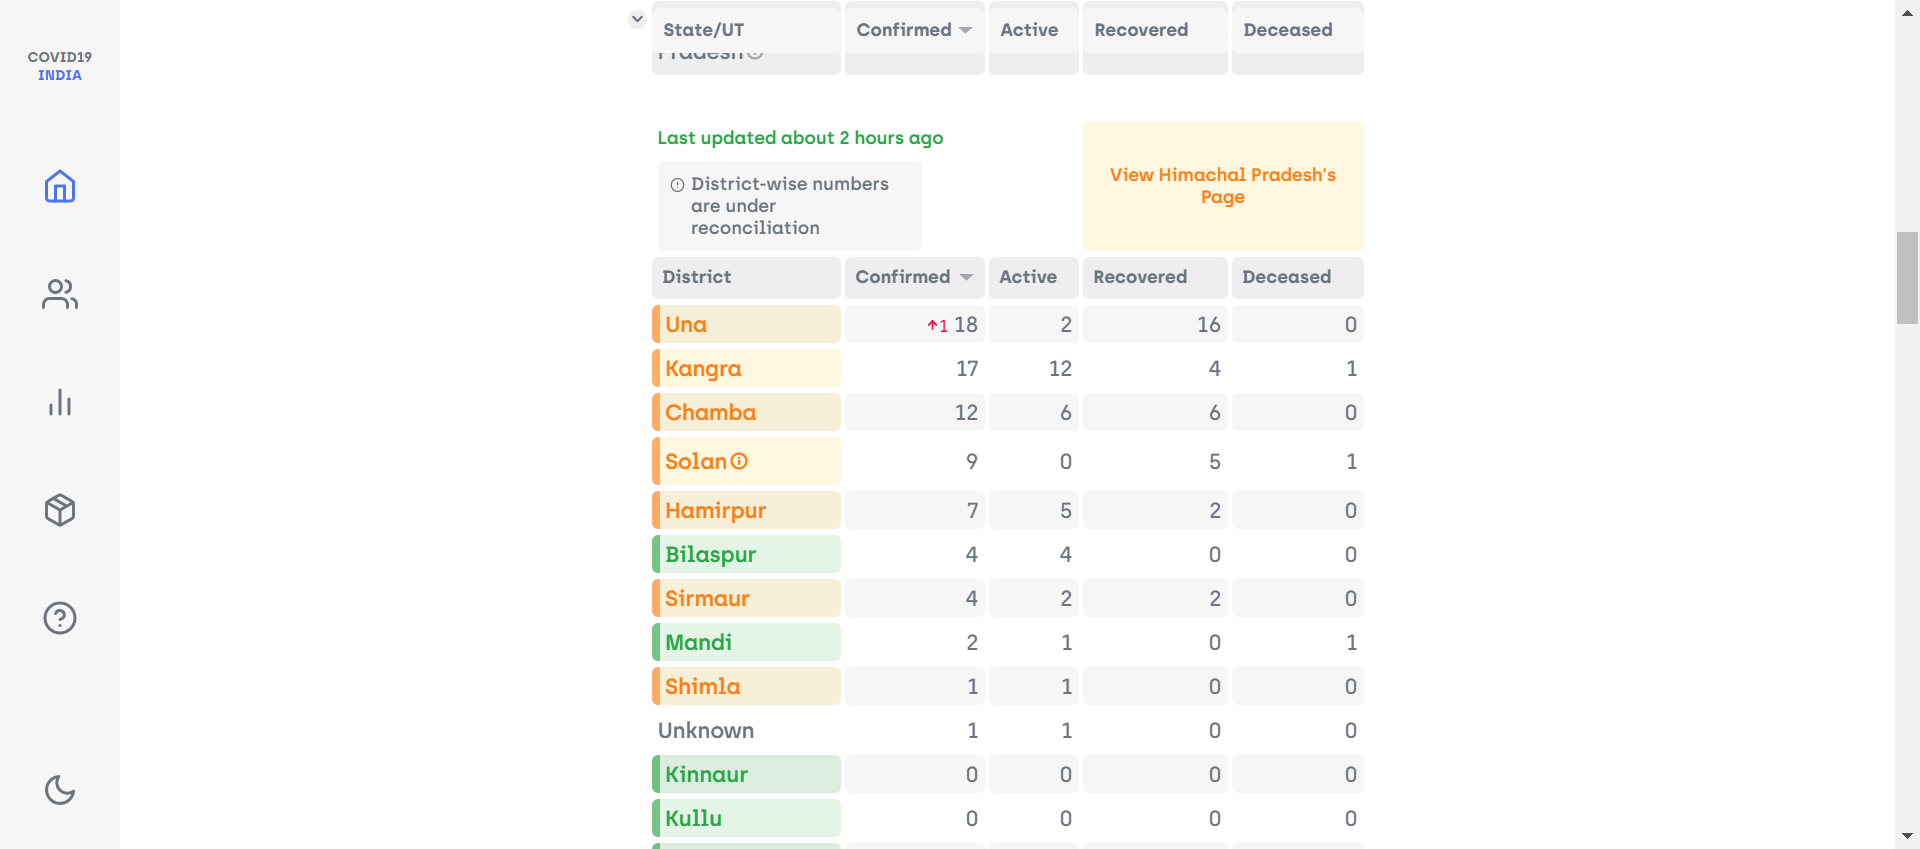 COVID19
INDIA
State/UT Confirmed Active Recovered Deceased
Pradesh
Last updated about 2 hours ago
District-wise numbers
are under
reconciliation
View Himachal Pradesh's
Page
District Confirmed Active Recovered Deceased
Una ↑1 18 2 16 0
Kangra 17 12 4 1
Chamba 12 6 6 0
Solan 9 0 5 1
Hamirpur 7 5 2 0
Bilaspur 4 4 0 0
Sirmaur 4 2 2 0
Mandi 2 1 0 1
Shimla 1 1 0 0
Unknown 1 1 0 0
Kinnaur 0 0 0 0
Kullu 0 0 0 0